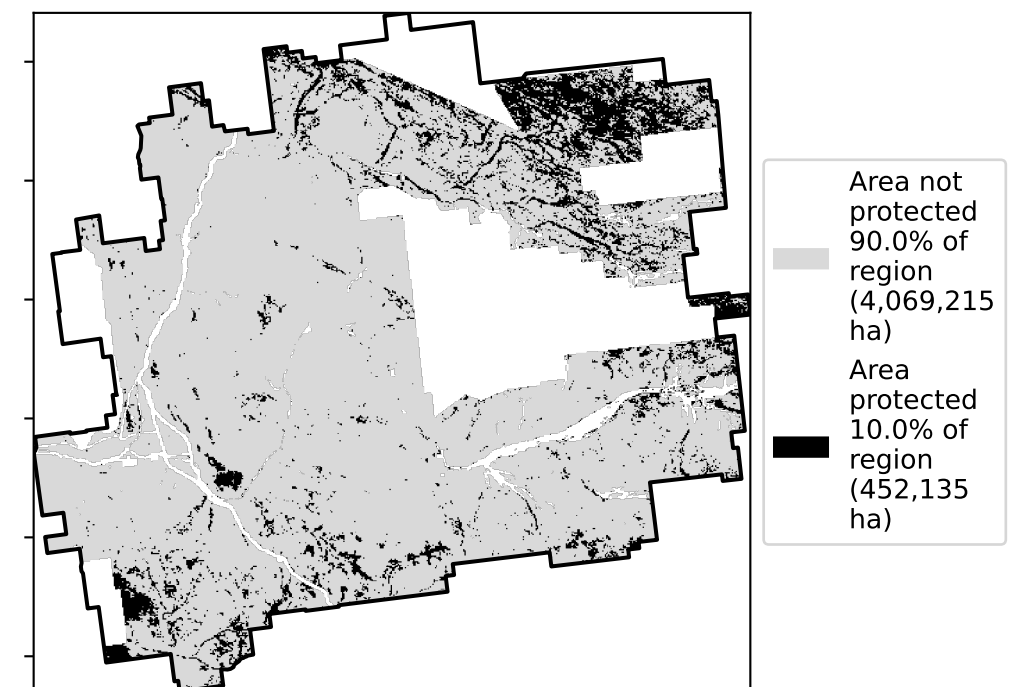 Area not
protected
90.0% of
region
(4,069,215
ha)
Area
protected
10.0% of
region
(452,135
ha)